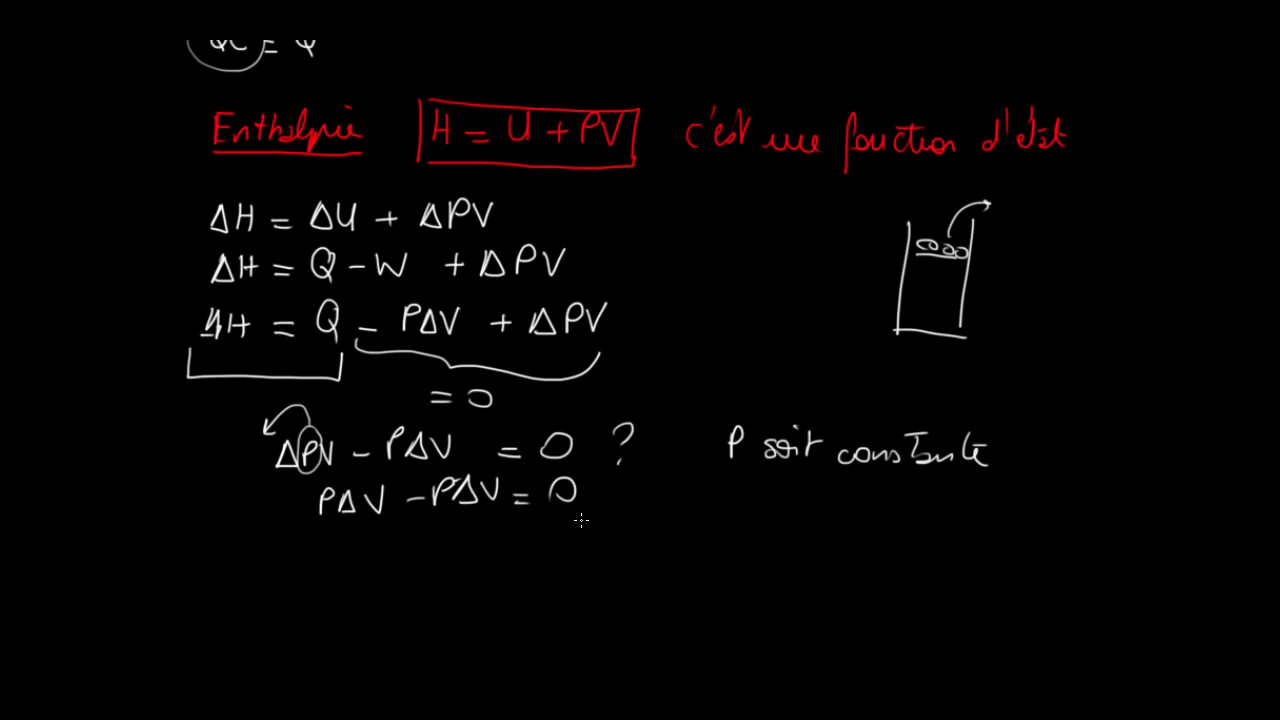 Enthalpie H = U + PV c'est une fonction d'état
ΔH = ΔU + ΔPV
ΔH = Q - W + ΔPV
ΔH = Q - PΔV + ΔPV
= 0
ΔPV - PΔV = 0 ? P soit constante
PΔV - PΔV = 0